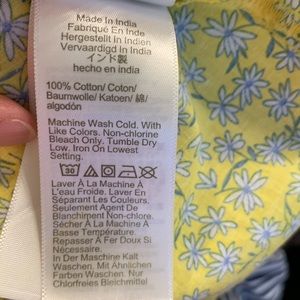 Made In India
Fabriqué En Inde
Hergestellt In Indien
Vervaardigd In India
インド製
hecho en india
100% Cotton/ Coton/
Baumwolle/ Katoen/ 綿/
algodón
Machine Wash Cold. With
Like Colors. Non-chlorine
Bleach Only. Tumble Dry
Low. Iron On Lowest
Setting.
30
Laver À La Machine À
L'eau Froide. Laver En
Séparant Les Couleurs.
Seulement Agent De
Blanchiment Non-chloruré.
Sécher À La Machine À
Température Basse.
Repasser À Fer Doux Si
Nécessaire.
In Der Maschine Kalt
Waschen. Mit Ähnlichen
Farben Waschen. Nur
Chlorfreies Bleichmittel